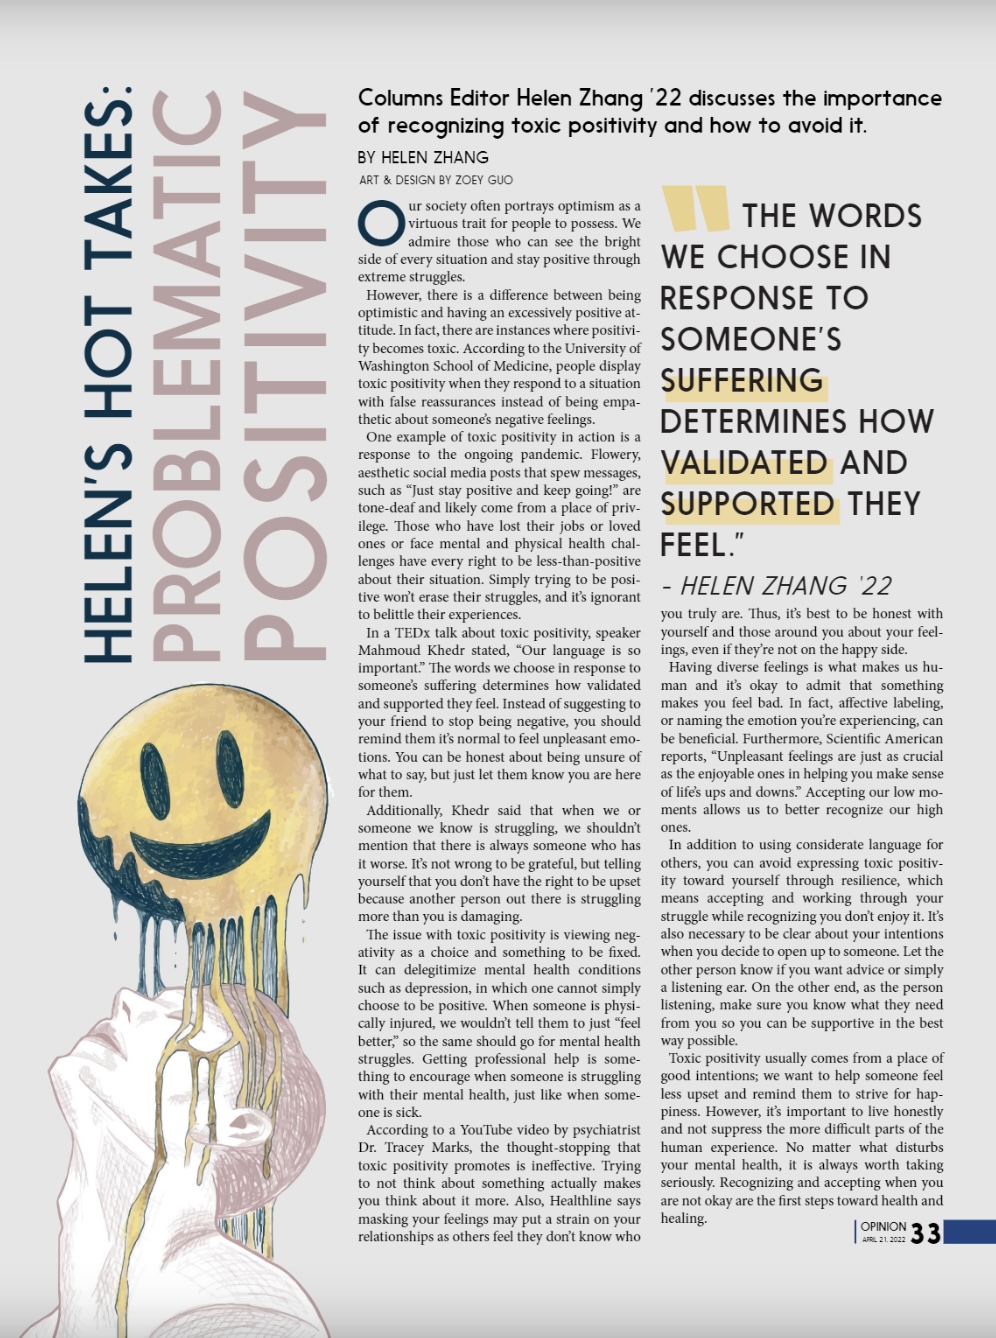 HELEN'S HOT TAKES:
PROBLEMATIC
POSITIVITY
Columns Editor Helen Zhang '22 discusses the importance
of recognizing toxic positivity and how to avoid it.
BY HELEN ZHANG
ART & DESIGN BY ZOEY GUO
Our society often portrays optimism as a
virtuous trait for people to possess. We
admire those who can see the bright
side of every situation and stay positive through
extreme struggles.
However, there is a difference between being
optimistic and having an excessively positive at-
titude. In fact, there are instances where positivi-
ty becomes toxic. According to the University of
Washington School of Medicine, people display
toxic positivity when they respond to a situation
with false reassurances instead of being empa-
thetic about someone's negative feelings.
One example of toxic positivity in action is a
response to the ongoing pandemic. Flowery,
aesthetic social media posts that spew messages,
such as “Just stay positive and keep going!” are
tone-deaf and likely come from a place of priv-
ilege. Those who have lost their jobs or loved
ones or face mental and physical health chal-
lenges have every right to be less-than-positive
about their situation. Simply trying to be posi-
tive won't erase their struggles, and it's ignorant
to belittle their experiences.
In a TEDx talk about toxic positivity, speaker
Mahmoud Khedr stated, “Our language is so
important.” The words we choose in response to
someone's suffering determines how validated
and supported they feel. Instead of suggesting to
your friend to stop being negative, you should
remind them it's normal to feel unpleasant emo-
tions. You can be honest about being unsure of
what to say, but just let them know you are here
for them.
Additionally, Khedr said that when we or
someone we know is struggling, we shouldn't
mention that there is always someone who has
it worse. It's not wrong to be grateful, but telling
yourself that you don't have the right to be upset
because another person out there is struggling
more than you is damaging.
The issue with toxic positivity is viewing neg-
ativity as a choice and something to be fixed.
It can delegitimize mental health conditions
such as depression, in which one cannot simply
choose to be positive. When someone is physi-
cally injured, we wouldn't tell them to just “feel
better,” so the same should go for mental health
struggles. Getting professional help is some-
thing to encourage when someone is struggling
with their mental health, just like when some-
one is sick.
According to a YouTube video by psychiatrist
Dr. Tracey Marks, the thought-stopping that
toxic positivity promotes is ineffective. Trying
to not think about something actually makes
you think about it more. Also, Healthline says
masking your feelings may put a strain on your
relationships as others feel they don't know who
" THE WORDS
WE CHOOSE IN
RESPONSE TO
SOMEONE'S
SUFFERING
DETERMINES HOW
VALIDATED AND
SUPPORTED THEY
FEEL."
- HELEN ZHANG '22
you truly are. Thus, it's best to be honest with
yourself and those around you about your feel-
ings, even if they're not on the happy side.
Having diverse feelings is what makes us hu-
man and it's okay to admit that something
makes you feel bad. In fact, affective labeling,
or naming the emotion you're experiencing, can
be beneficial. Furthermore, Scientific American
reports, “Unpleasant feelings are just as crucial
as the enjoyable ones in helping you make sense
of life's ups and downs.” Accepting our low mo-
ments allows us to better recognize our high
ones.
In addition to using considerate language for
others, you can avoid expressing toxic positiv-
ity toward yourself through resilience, which
means accepting and working through your
struggle while recognizing you don't enjoy it. It's
also necessary to be clear about your intentions
when you decide to open up to someone. Let the
other person know if you want advice or simply
a listening ear. On the other end, as the person
listening, make sure you know what they need
from you so you can be supportive in the best
way possible.
Toxic positivity usually comes from a place of
good intentions; we want to help someone feel
less upset and remind them to strive for hap-
piness. However, it's important to live honestly
and not suppress the more difficult parts of the
human experience. No matter what disturbs
your mental health, it is always worth taking
seriously. Recognizing and accepting when you
are not okay are the first steps toward health and
healing.
OPINION
APRIL 21, 2022
33